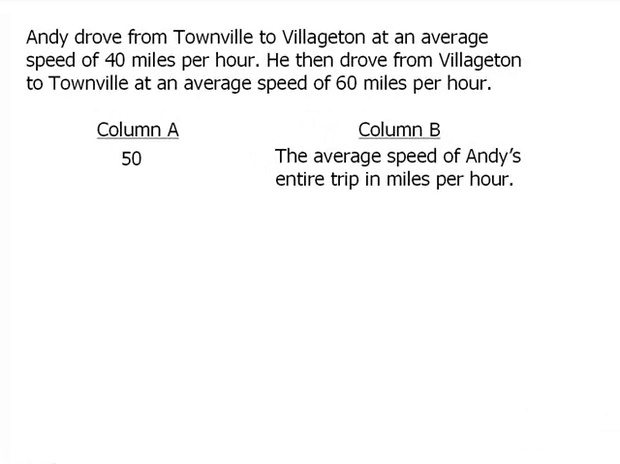 Andy drove from Townville to Villageton at an average
speed of 40 miles per hour. He then drove from Villageton
to Townville at an average speed of 60 miles per hour.
Column A
Column B
50
The average speed of Andy's
entire trip in miles per hour.